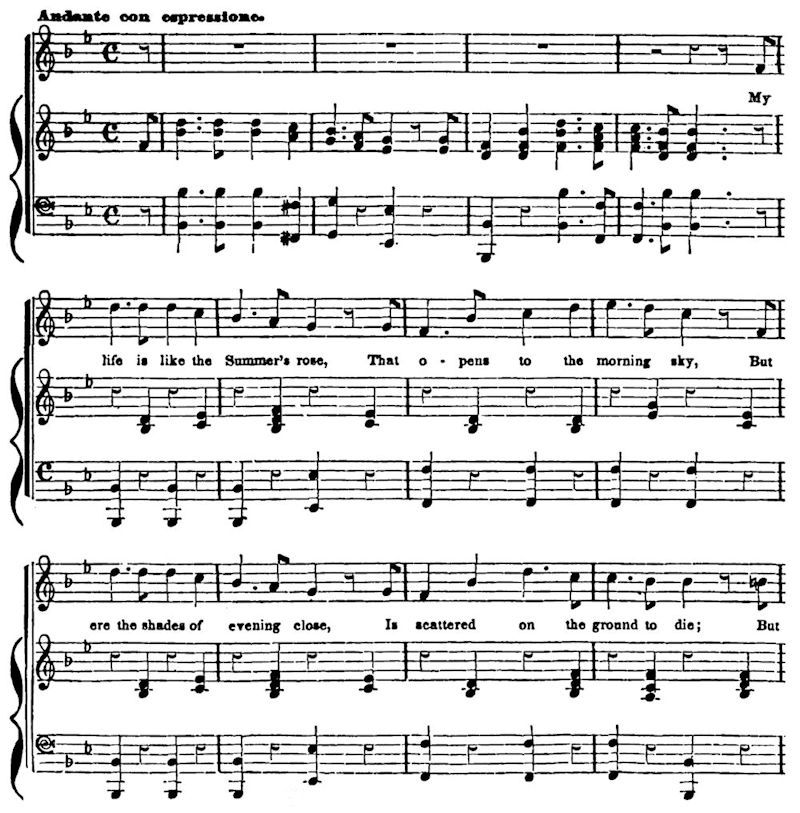 Andante con espressione.
My
life is like the Summer's rose, That o - pens to the morning sky, But
ere the shades of evening close, Is scattered on the ground to die; But